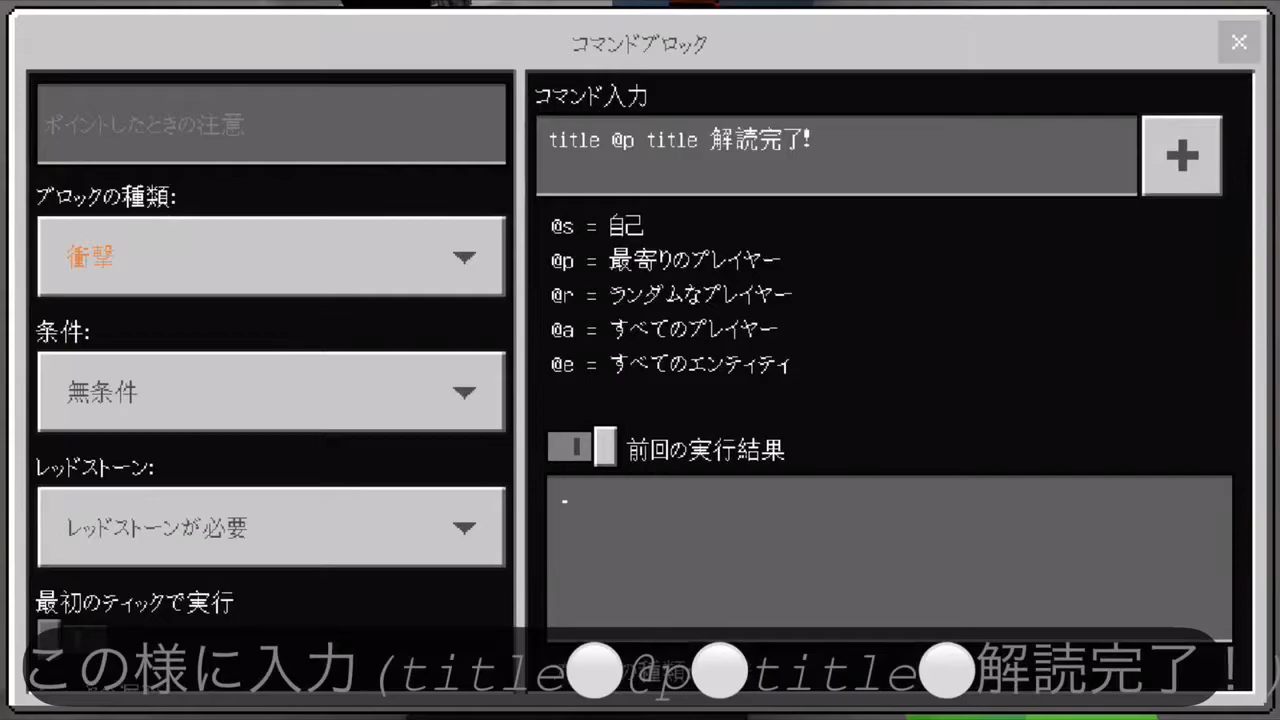 コマンドブロック
ポイントしたときの注意
ブロックの種類:
衝撃
条件:
無条件
レッドストーン:
レッドストーンが必要
最初のティックで実行
コマンド入力
title @p title 解読完了!
@s = 自己
@p = 最寄りのプレイヤー
@r = ランダムなプレイヤー
@a = すべてのプレイヤー
@e = すべてのエンティティ
前回の実行結果
-
この様に入力(title @p title 解読完了！)